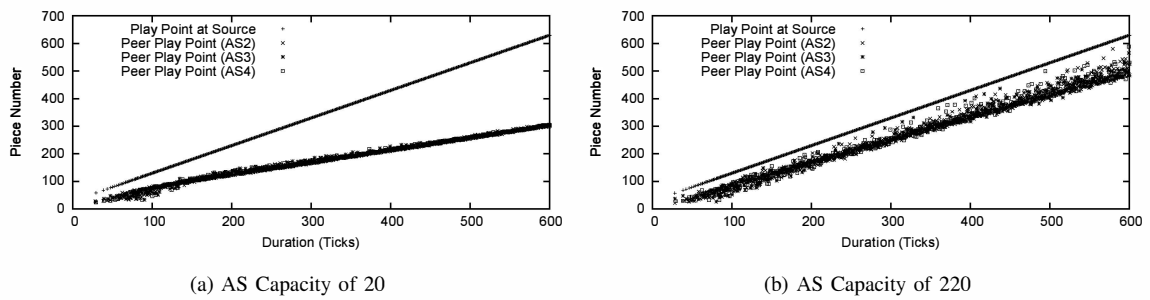 700
600
500
400
300
200
100
0
Piece Number
Play Point at Source
Peer Play Point (AS2)
Peer Play Point (AS3)
Peer Play Point (AS4)
0 100 200 300 400 500 600
Duration (Ticks)
(a) AS Capacity of 20
700
600
500
400
300
200
100
0
Piece Number
Play Point at Source
Peer Play Point (AS2)
Peer Play Point (AS3)
Peer Play Point (AS4)
0 100 200 300 400 500 600
Duration (Ticks)
(b) AS Capacity of 220